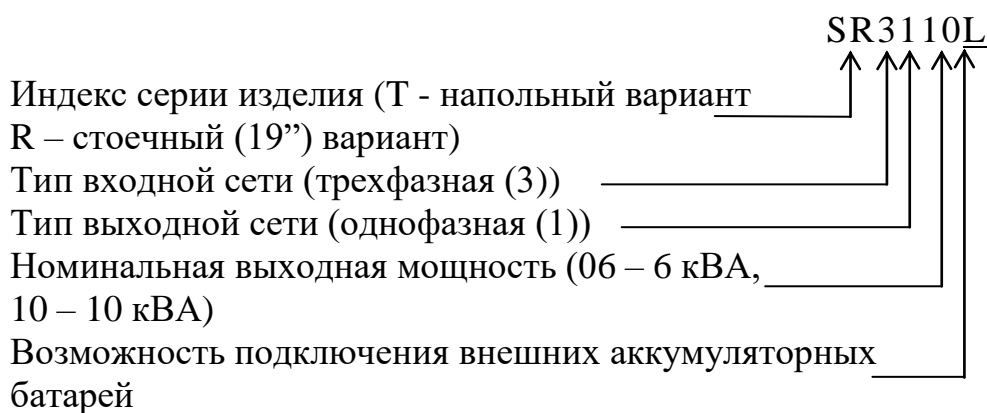 SR3110L
Индекс серии изделия (Т - напольный вариант
R – стоечный (19”) вариант)
Тип входной сети (трехфазная (3))
Тип выходной сети (однофазная (1))
Номинальная выходная мощность (06 – 6 кВА,
10 – 10 кВА)
Возможность подключения внешних аккумуляторных
батарей